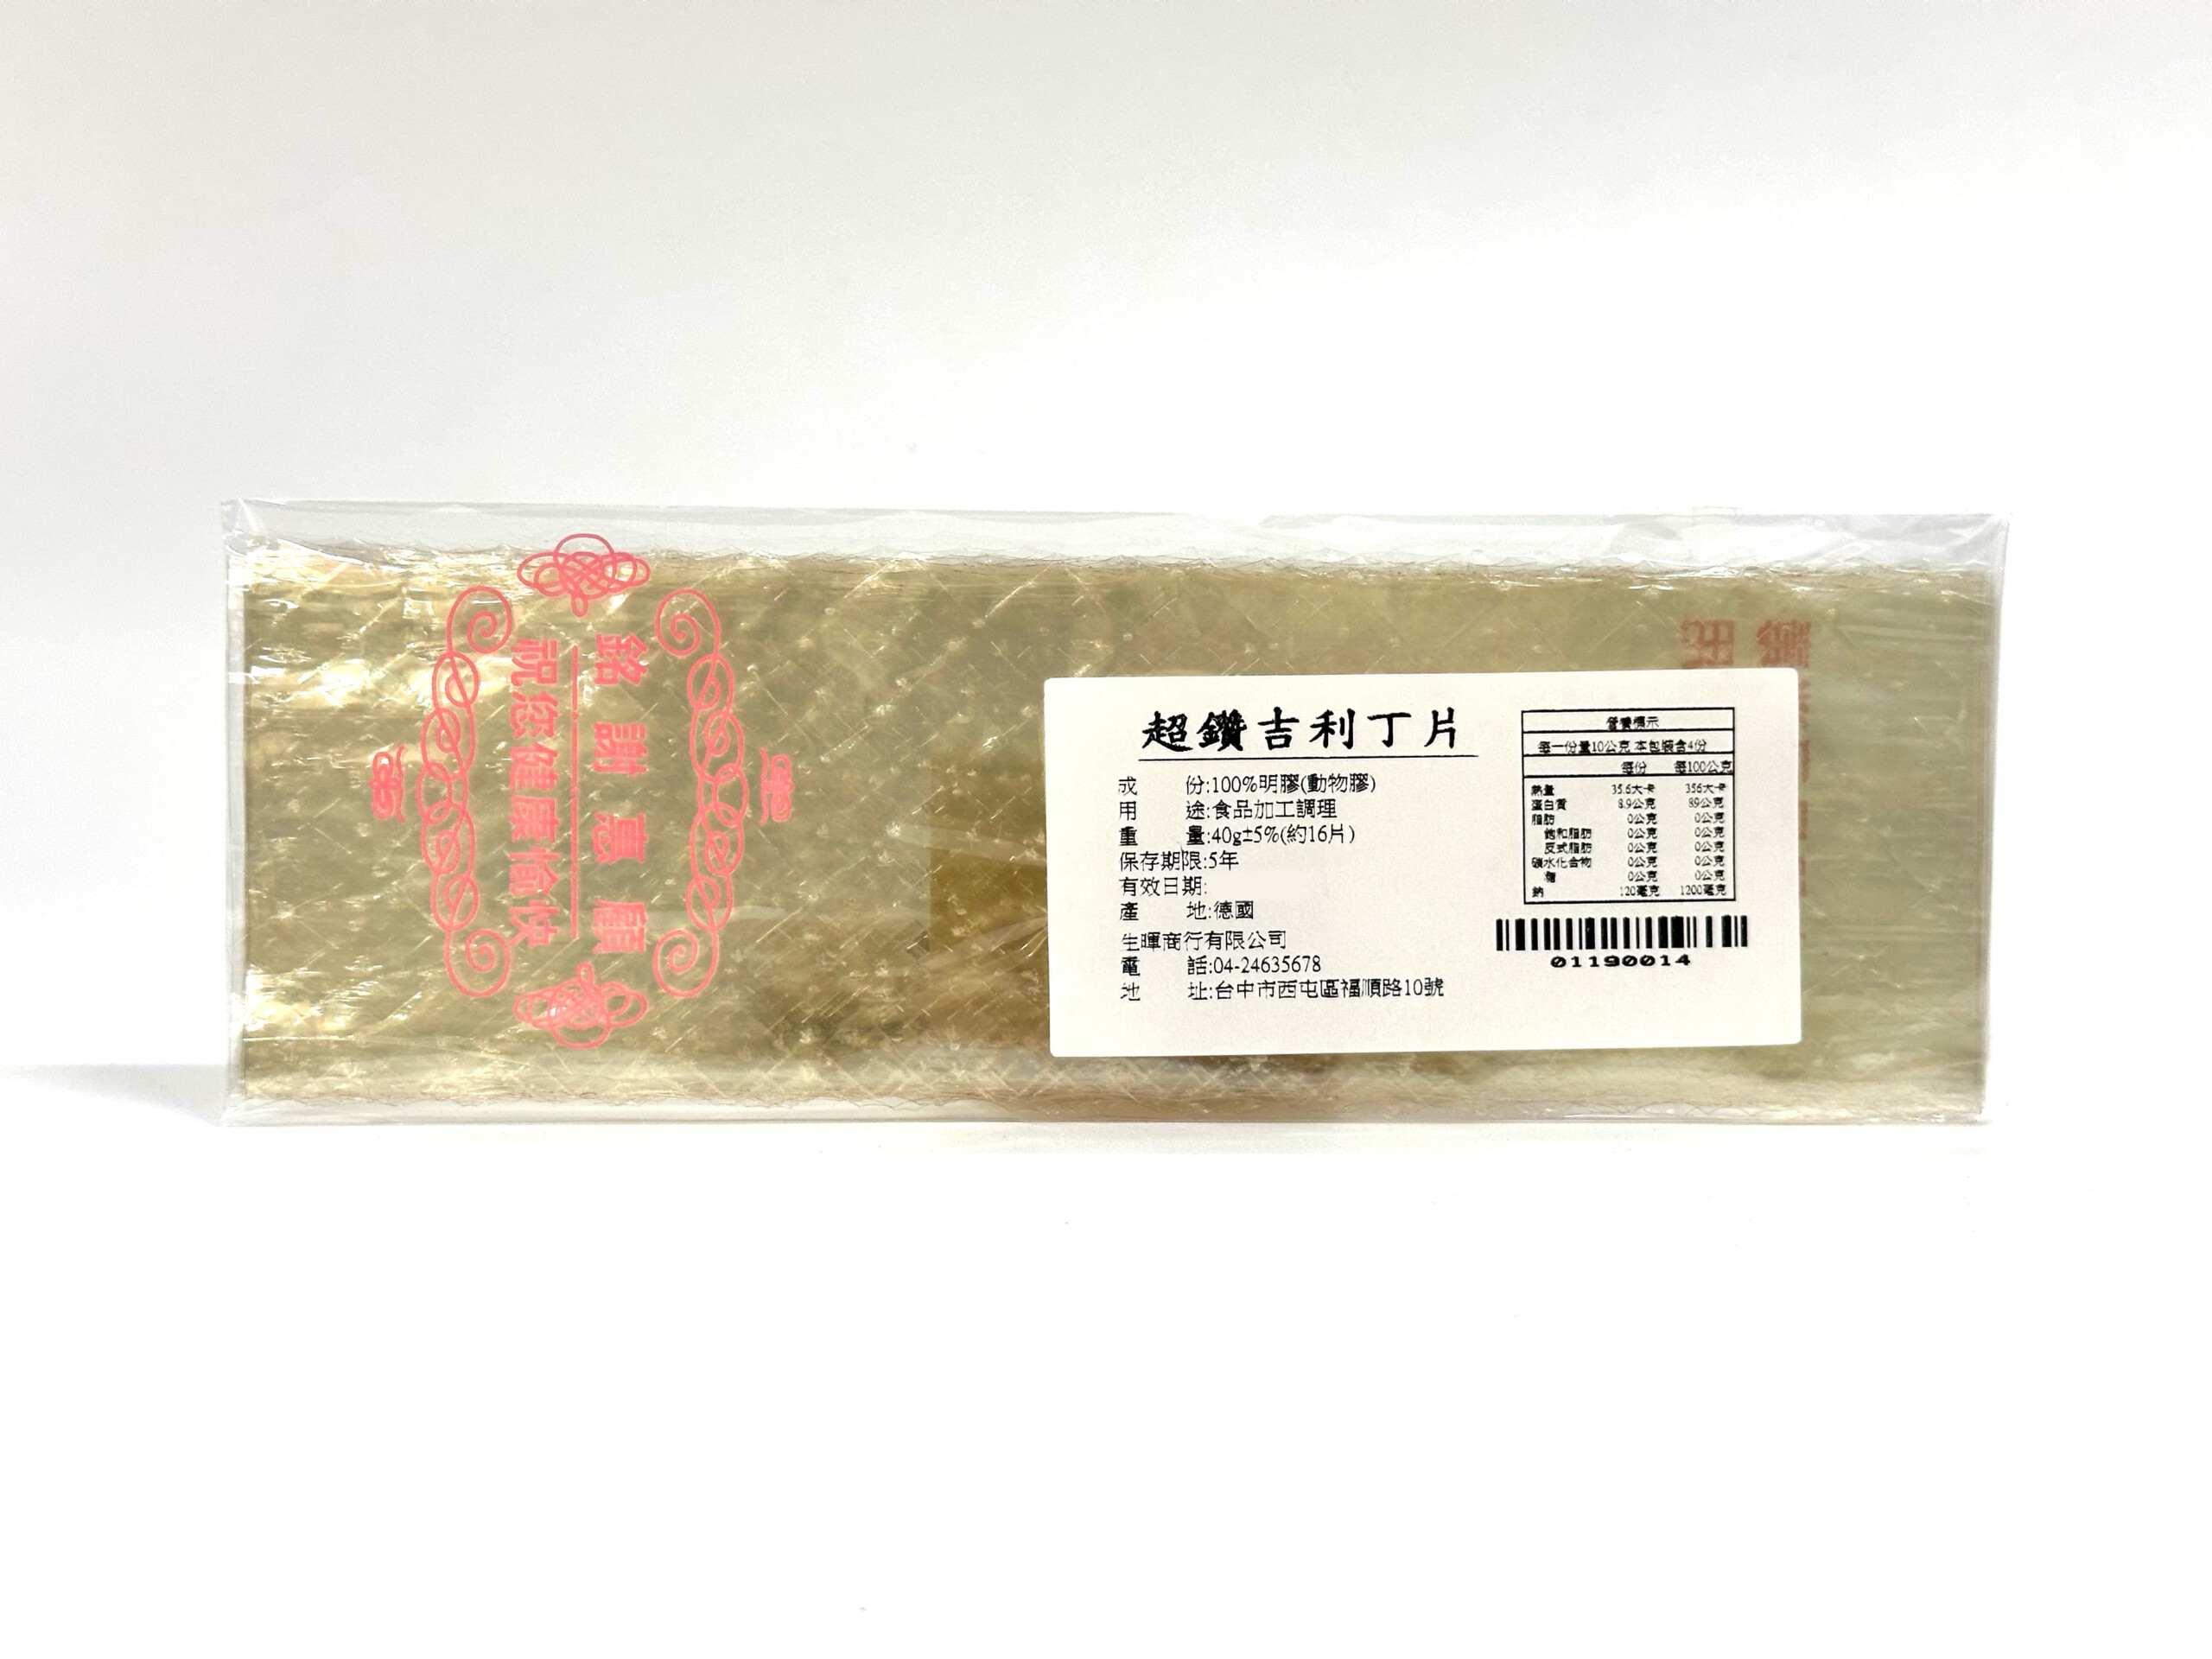 銘謝惠顧
祝您健康愉快
超鑽吉利丁片
成 份:100%明膠(動物膠)
用 途:食品加工調理
重 量:40g±5%(約16片)
保存期限:5年
有效日期:
產 地:德國
生暉商行有限公司
電 話:04-24635678
地 址:台中市西屯區福順路10號
營養標示
每一份量10公克 本包裝含4份
每份 每100公克
熱量 35.6大卡 356大卡
蛋白質 8.9公克 89公克
脂肪 0公克 0公克
飽和脂肪 0公克 0公克
反式脂肪 0公克 0公克
碳水化合物 0公克 0公克
糖 0公克 0公克
鈉 120毫克 1200毫克
01190014